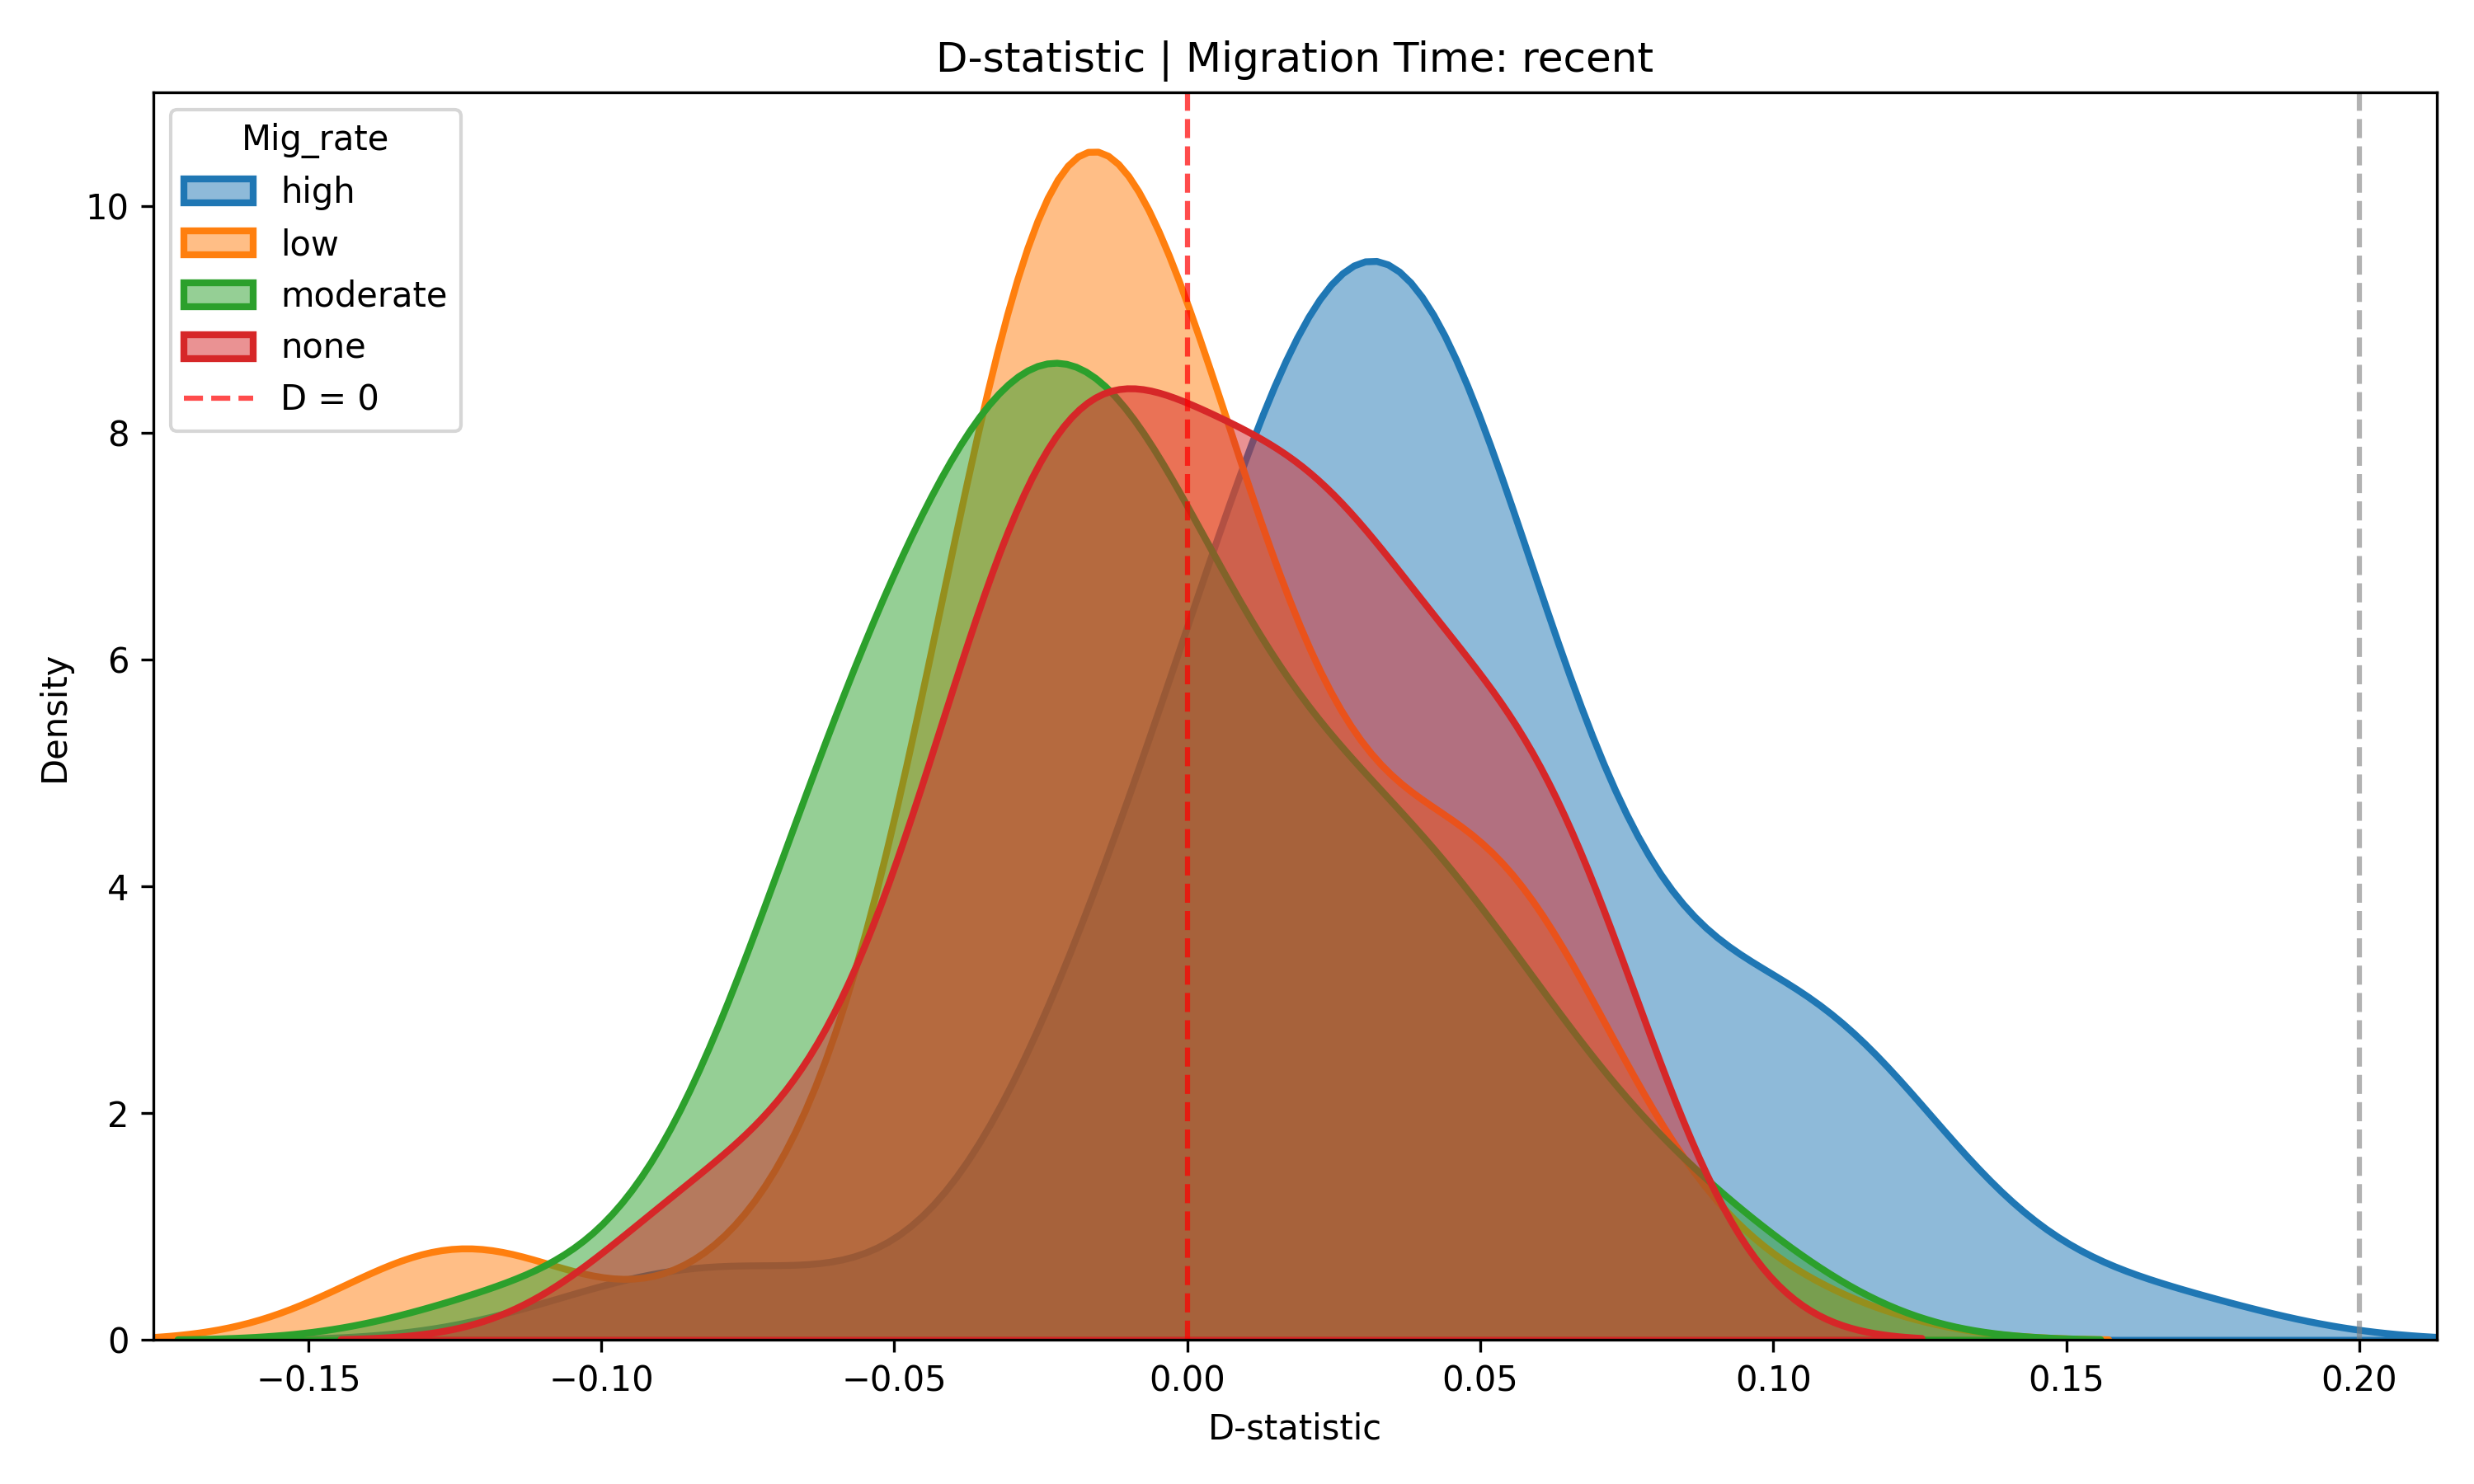 D-statistic | Migration Time: recent
Mig_rate
high
low
moderate
none
D = 0
Density
10
8
6
4
2
0
−0.15 −0.10 −0.05 0.00 0.05 0.10 0.15 0.20
D-statistic